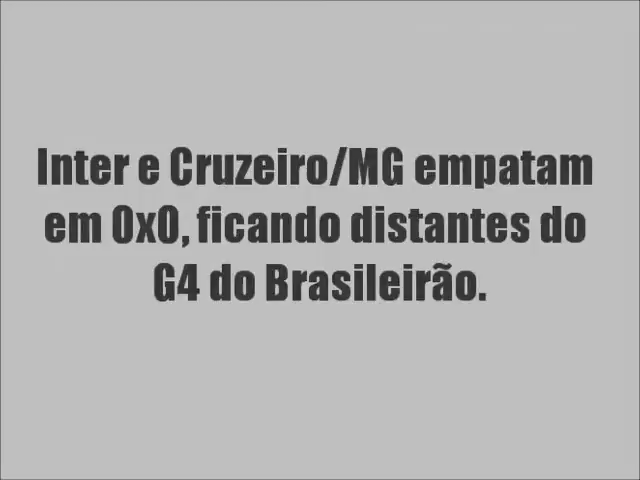 Inter e Cruzeiro/MG empatam
em 0x0, ficando distantes do
G4 do Brasileirão.